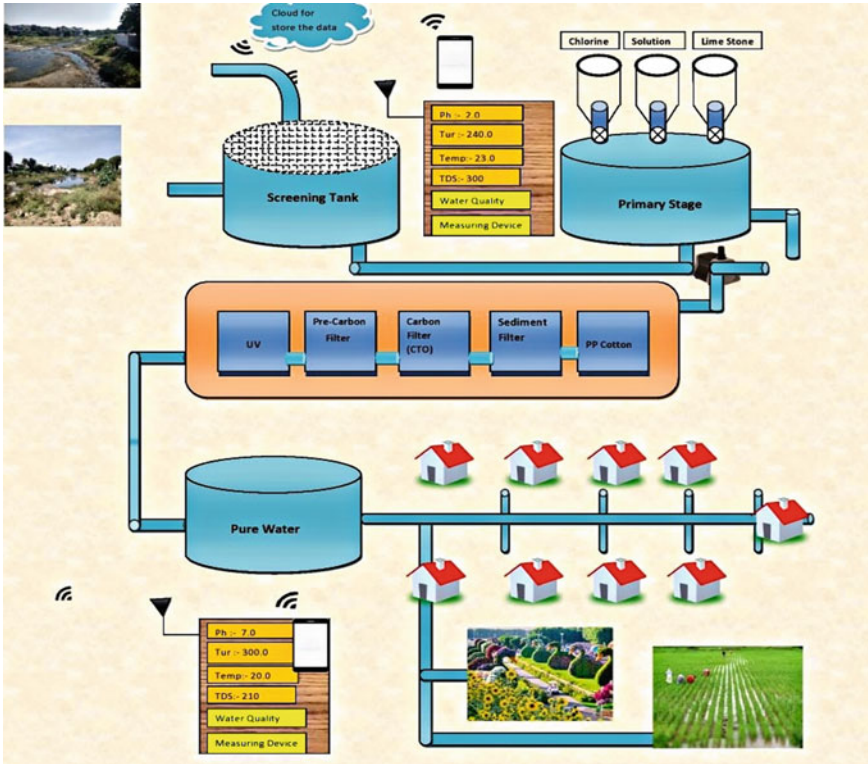 Cloud for
store the data
Chlorine
Solution
Lime Stone
Ph :- 2.0
Tur :- 240.0
Temp:- 23.0
TDS:- 300
Water Quality
Measuring Device
Screening Tank
Primary Stage
UV
Pre-Carbon
Filter
Carbon
Filter
(CTO)
Sediment
Filter
PP Cotton
Pure Water
Ph :- 7.0
Tur :- 300.0
Temp:- 20.0
TDS:- 210
Water Quality
Measuring Device